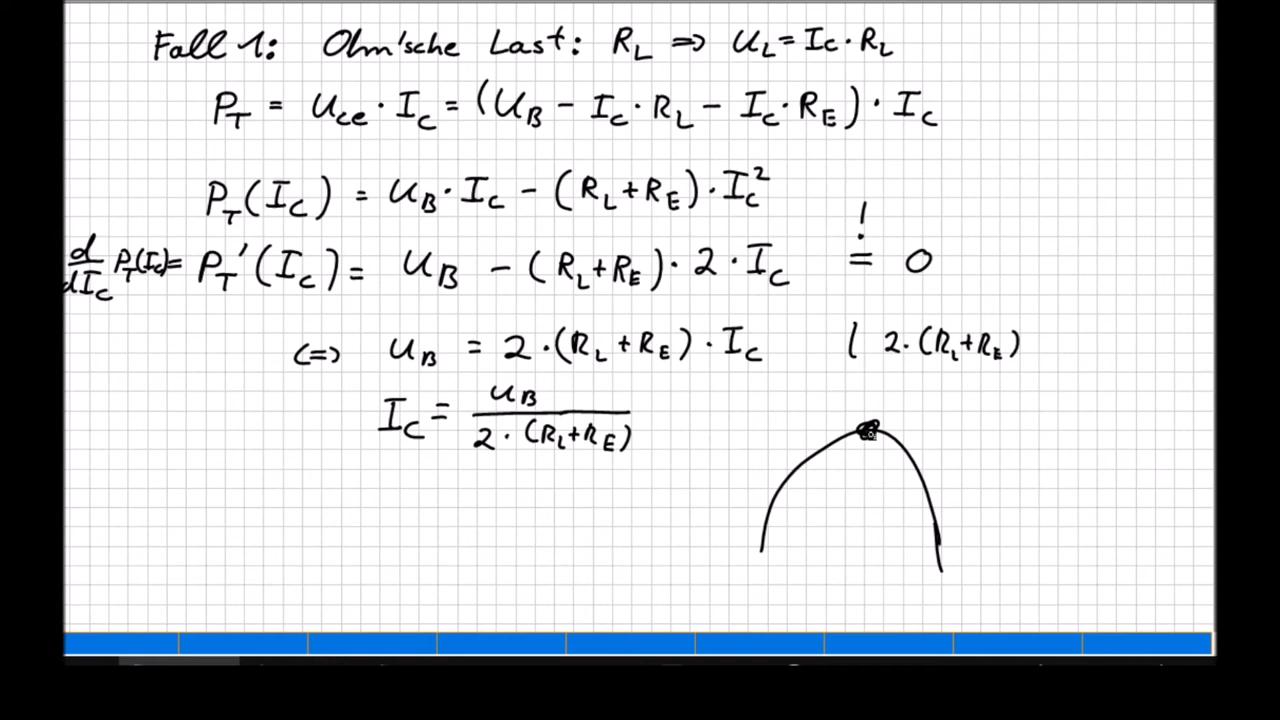 Fall 1: Ohm'sche Last: R_L ⇒ U_L = I_C · R_L
P_T = U_ce · I_C = (U_B − I_C · R_L − I_C · R_E) · I_C
P_T(I_C) = U_B · I_C − (R_L + R_E) · I_C²
d/dI_C P_T(I_C) = P_T'(I_C) = U_B − (R_L + R_E) · 2 · I_C =! 0
⟺ U_B = 2 · (R_L + R_E) · I_C | 2 · (R_L + R_E)
I_C = U_B / 2 · (R_L + R_E)